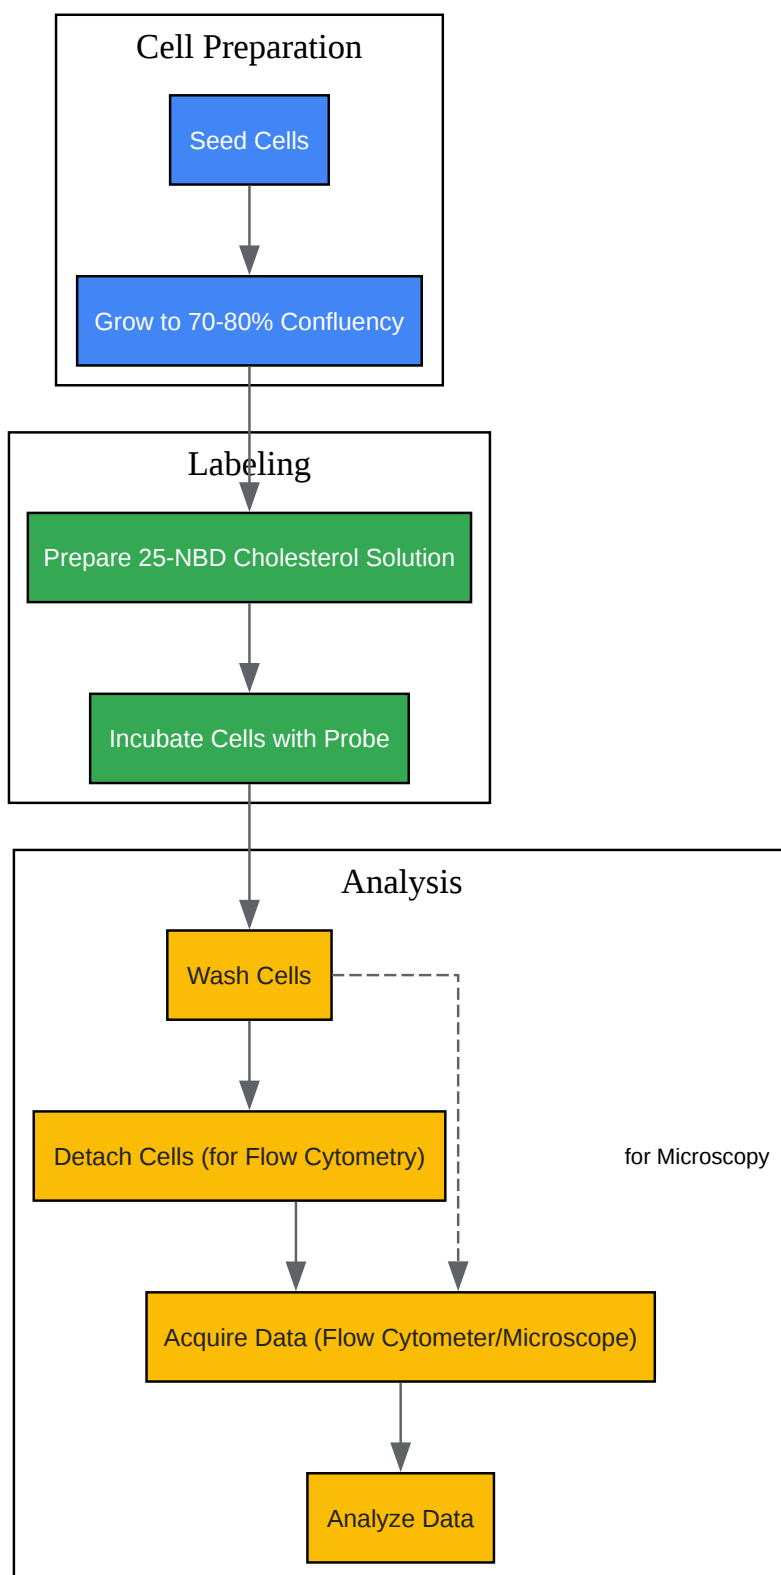 Cell Preparation
Seed Cells
Grow to 70-80% Confluency
Labeling
Prepare 25-NBD Cholesterol Solution
Incubate Cells with Probe
Analysis
Wash Cells
Detach Cells (for Flow Cytometry)
for Microscopy
Acquire Data (Flow Cytometer/Microscope)
Analyze Data